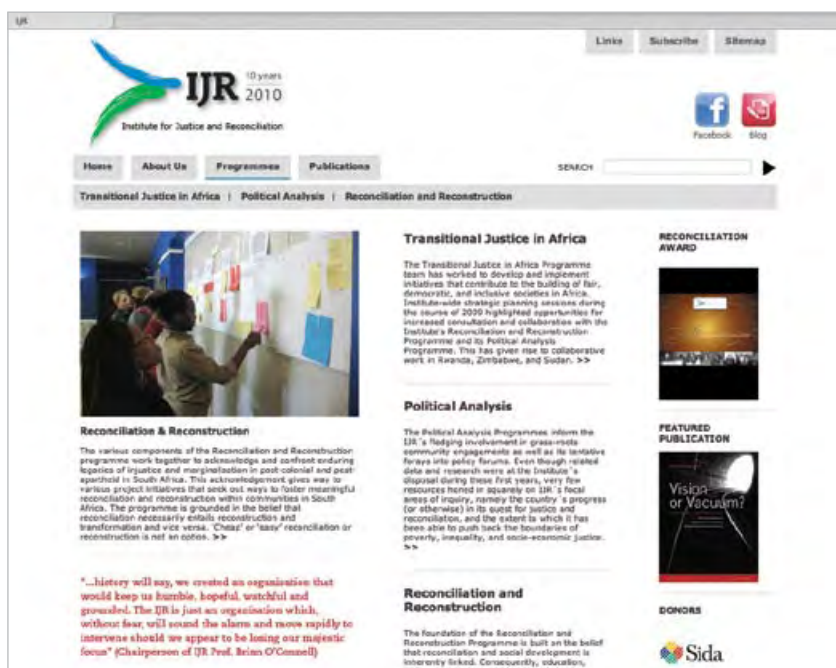 IJR
Links
Subscribe
Sitemap
IJR
10 years
2010
Institute for Justice and Reconciliation
Facebook
Blog
Home
About Us
Programmes
Publications
SEARCH
Transitional Justice in Africa | Political Analysis | Reconciliation and Reconstruction
Reconciliation & Reconstruction
The various components of the Reconciliation and Reconstruction
programme work together to acknowledge and confront enduring
legacies of injustice and marginalisation in post-colonial and post
apartheid in South Africa. This acknowledgement gives way to
various project initiatives that seek out ways to foster meaningful
reconciliation and reconstruction within communities in South
Africa. The programme is grounded in the belief that
reconciliation necessarily entails reconstruction and
transformation and vice versa. 'Cheap' or 'easy' reconciliation or
reconstruction is not an option. >>
"...history will say, we created an organisation that
would keep us humble, hopeful, watchful and
grounded. The IJR is just an organisation which,
without fear, will sound the alarm and move rapidly to
intervene should we appear to be losing our majestic
focus" (Chairperson of IJR Prof. Brian O'Connell)
Transitional Justice in Africa
The Transitional Justice in Africa Programme
team has worked to develop and implement
initiatives that contribute to the building of fair,
democratic, and inclusive societies in Africa.
Institute-wide strategic planning sessions during
the course of 2009 highlighted opportunities for
increased consultation and collaboration with the
Institute's Reconciliation and Reconstruction
Programme and its Political Analysis
Programme. This has given rise to collaborative
work in Rwanda, Zimbabwe, and Sudan. >>
Political Analysis
The Political Analysis Programmes inform the
IJR´s fledging involvement in grass-roots
community engagements as well as its tentative
forays into policy forums. Even though related
data and research were at the Institute´s
disposal during these first years, very few
resources honed in squarely on IJR´s focal
areas of inquiry, namely the country´s progress
(or otherwise) in its quest for justice and
reconciliation, and the extent to which it has
been able to push back the boundaries of
poverty, inequality, and socio-economic justice.
>>
Reconciliation and
Reconstruction
The foundation of the Reconciliation and
Reconstruction Programme is built on the belief
that reconciliation and social development is
inherently linked. Consequently, education,
RECONCILIATION
AWARD
FEATURED
PUBLICATION
Vision
or Vacuum?
DONORS
Sida